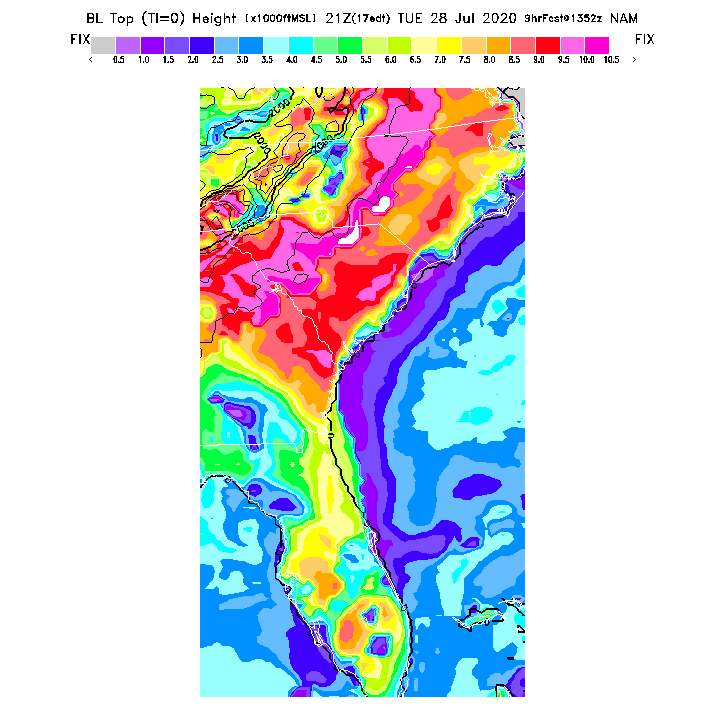 BL Top (TI=0) Height [x1000ftMSL] 21Z(17edt) TUE 28 Jul 2020 9hrFcst@1352z NAM
FIX FIX
< 0.5 1.0 1.5 2.0 2.5 3.0 3.5 4.0 4.5 5.0 5.5 6.0 6.5 7.0 7.5 8.0 8.5 9.0 9.5 10.0 10.5 >
2000
2000